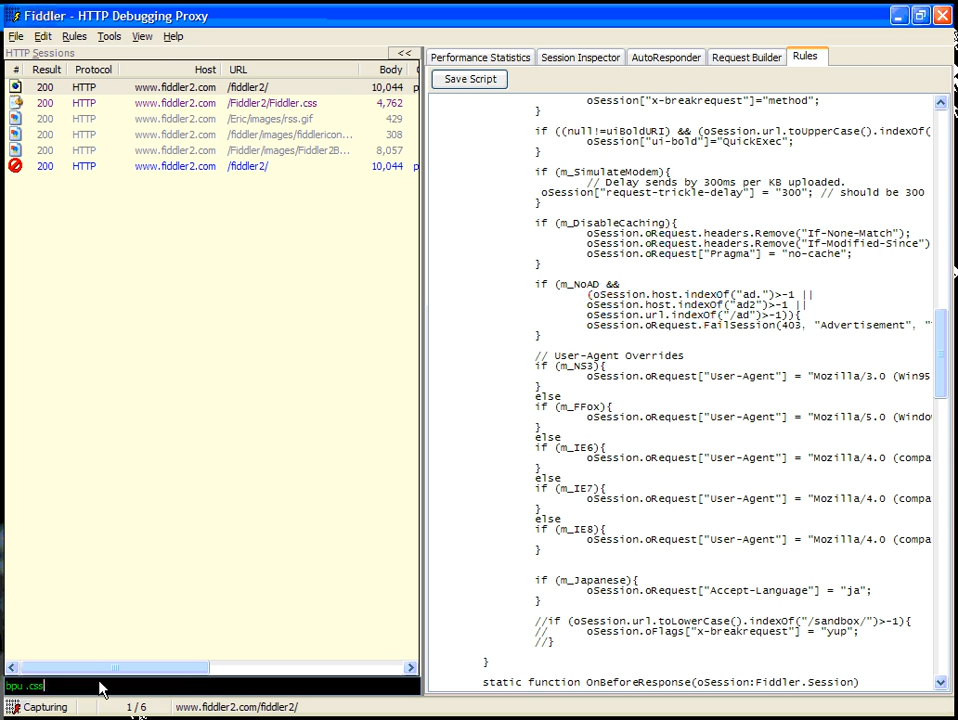 Fiddler - HTTP Debugging Proxy
File Edit Rules Tools View Help
HTTP Sessions <<
Performance Statistics Session Inspector AutoResponder Request Builder Rules
# Result Protocol Host URL Body
Save Script
200 HTTP www.fiddler2.com /fiddler2/ 10,044 p
200 HTTP www.fiddler2.com /Fiddler2/Fiddler.css 4,762
200 HTTP www.fiddler2.com /Eric/images/rss.gif 429
200 HTTP www.fiddler2.com /fiddler/images/fiddlericon... 308
200 HTTP www.fiddler2.com /Fiddler/images/Fiddler2B... 8,057
200 HTTP www.fiddler2.com /fiddler2/ 10,044 p
oSession["x-breakrequest"]="method";
}
if ((null!=uiBoldURI) && (oSession.url.toUpperCase().indexOf(
oSession["ui-bold"]="QuickExec";
}
if (m_SimulateModem){
// Delay sends by 300ms per KB uploaded.
oSession["request-trickle-delay"] = "300"; // should be 300
}
if (m_DisableCaching){
oSession.oRequest.headers.Remove("If-None-Match");
oSession.oRequest.headers.Remove("If-Modified-Since")
oSession.oRequest["Pragma"] = "no-cache";
}
if (m_NoAD &&
(oSession.host.indexOf("ad.")>-1 ||
oSession.host.indexOf("ad2")>-1 ||
oSession.url.indexOf("/ad")>-1)){
oSession.oRequest.FailSession(403, "Advertisement", "
}
// User-Agent Overrides
if (m_NS3){
oSession.oRequest["User-Agent"] = "Mozilla/3.0 (Win95
}
else
if (m_FFox){
oSession.oRequest["User-Agent"] = "Mozilla/5.0 (Windo
}
else
if (m_IE6){
oSession.oRequest["User-Agent"] = "Mozilla/4.0 (compa
}
else
if (m_IE7){
oSession.oRequest["User-Agent"] = "Mozilla/4.0 (compa
}
else
if (m_IE8){
oSession.oRequest["User-Agent"] = "Mozilla/4.0 (compa
}
if (m_Japanese){
oSession.oRequest["Accept-Language"] = "ja";
}
//if (oSession.url.toLowerCase().indexOf("/sandbox/")>-1){
// oSession.oFlags["x-breakrequest"] = "yup";
//}
}
static function OnBeforeResponse(oSession:Fiddler.Session)
bpu .css
Capturing 1 / 6 www.fiddler2.com/fiddler2/